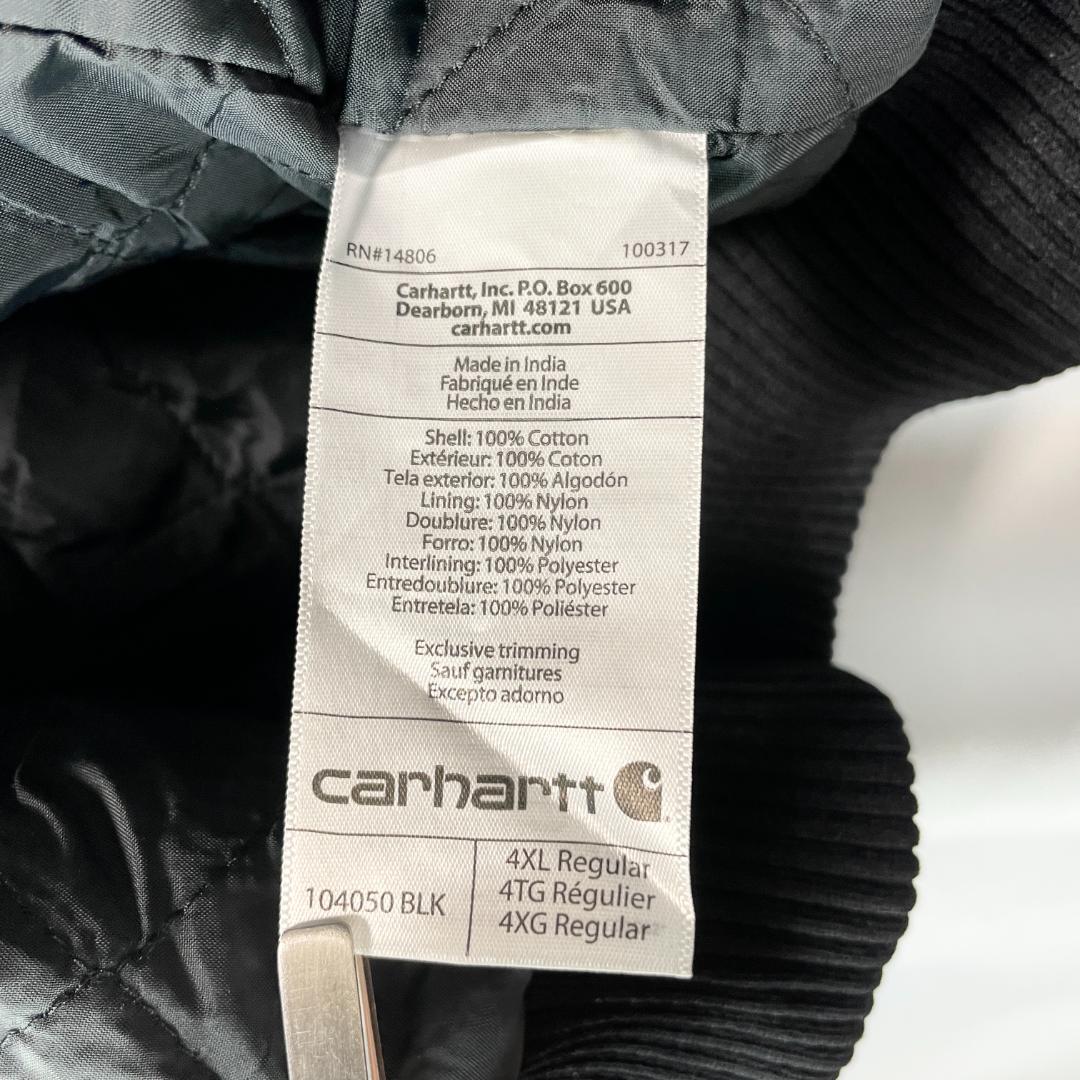 RN#14806 100317
Carhartt, Inc. P.O. Box 600
Dearborn, MI 48121 USA
carhartt.com
Made in India
Fabriqué en Inde
Hecho en India
Shell: 100% Cotton
Extérieur: 100% Coton
Tela exterior: 100% Algodón
Lining: 100% Nylon
Doublure: 100% Nylon
Forro: 100% Nylon
Interlining: 100% Polyester
Entredoublure: 100% Polyester
Entretela: 100% Poliéster
Exclusive trimming
Sauf garnitures
Excepto adorno
carhartt
104050 BLK
4XL Regular
4TG Régulier
4XG Regular